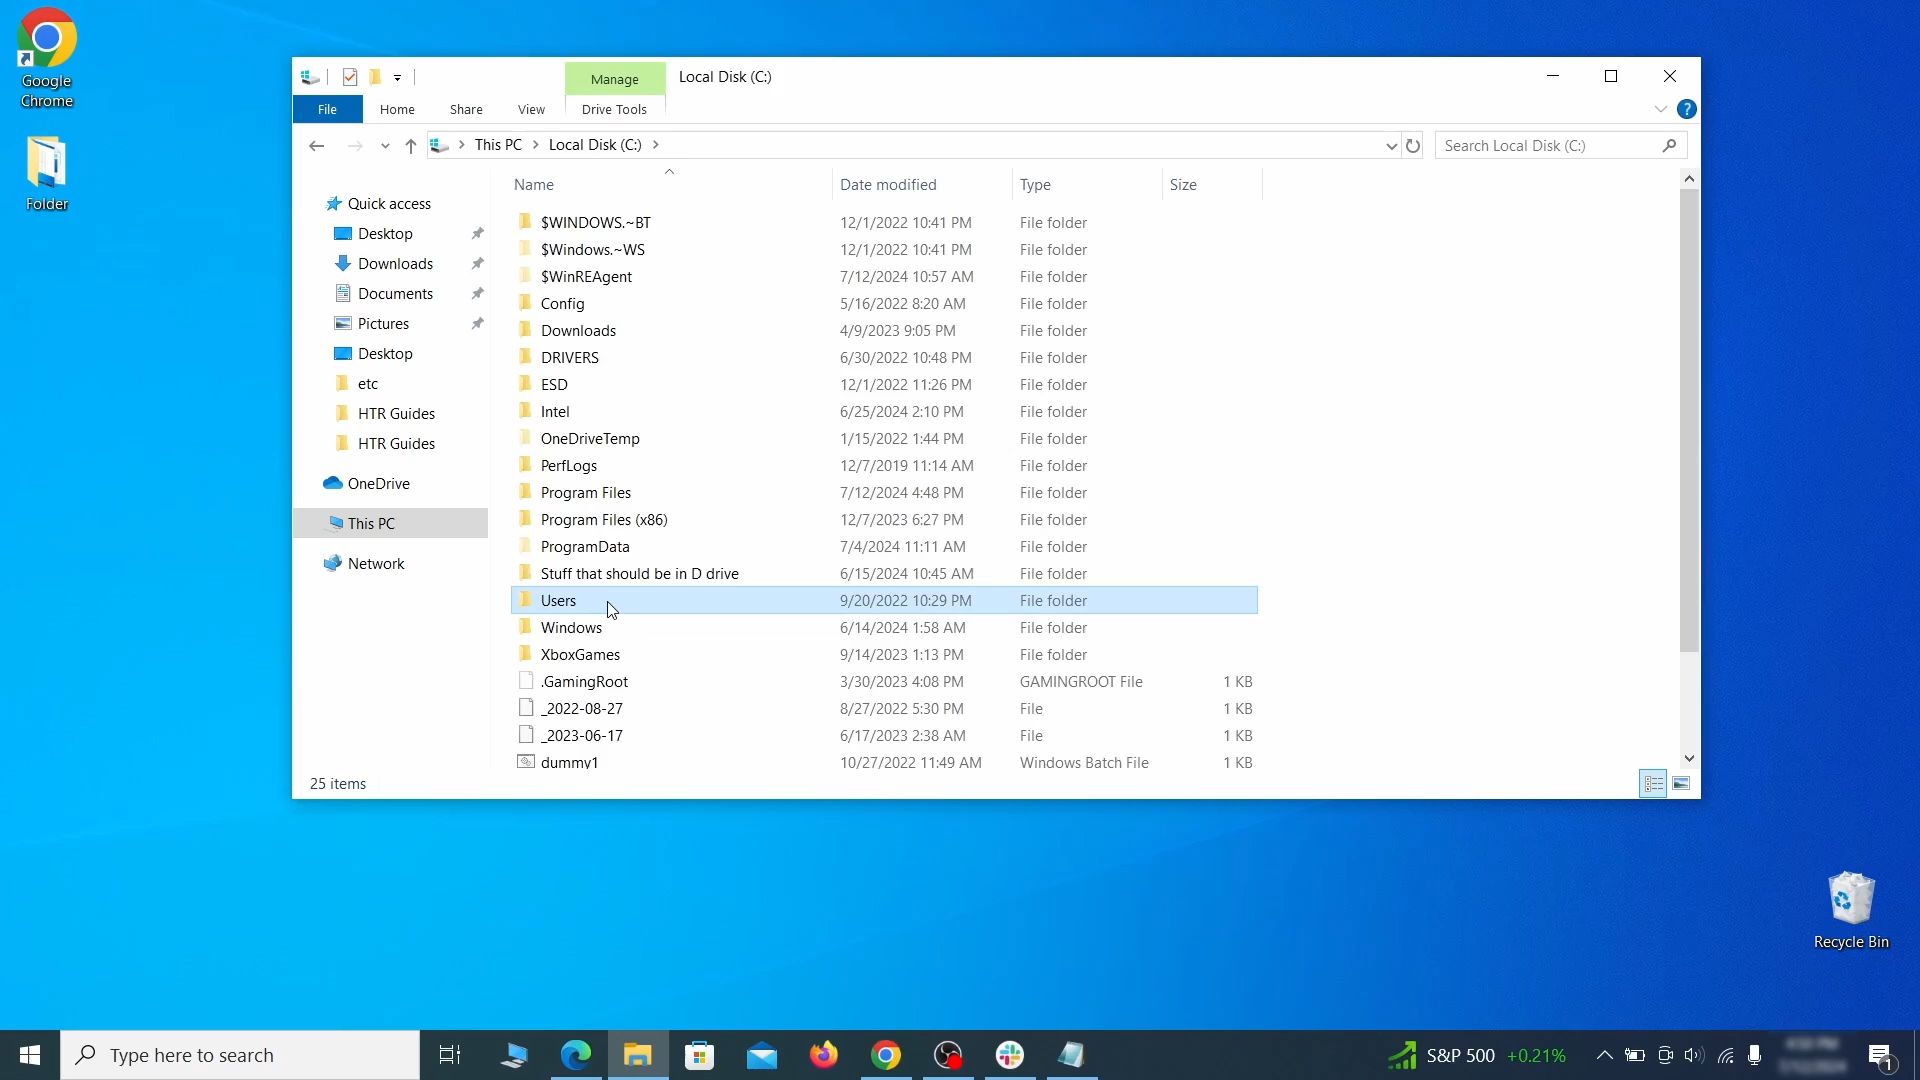 Google
Chrome
Folder
Manage
Local Disk (C:)
File
Home
Share
View
Drive Tools
This PC
Local Disk (C:)
Search Local Disk (C:)
Quick access
Desktop
Downloads
Documents
Pictures
Desktop
etc
HTR Guides
HTR Guides
OneDrive
This PC
Network
Name Date modified Type Size
$WINDOWS.~BT 12/1/2022 10:41 PM File folder
$Windows.~WS 12/1/2022 10:41 PM File folder
$WinREAgent 7/12/2024 10:57 AM File folder
Config 5/16/2022 8:20 AM File folder
Downloads 4/9/2023 9:05 PM File folder
DRIVERS 6/30/2022 10:48 PM File folder
ESD 12/1/2022 11:26 PM File folder
Intel 6/25/2024 2:10 PM File folder
OneDriveTemp 1/15/2022 1:44 PM File folder
PerfLogs 12/7/2019 11:14 AM File folder
Program Files 7/12/2024 4:48 PM File folder
Program Files (x86) 12/7/2023 6:27 PM File folder
ProgramData 7/4/2024 11:11 AM File folder
Stuff that should be in D drive 6/15/2024 10:45 AM File folder
Users 9/20/2022 10:29 PM File folder
Windows 6/14/2024 1:58 AM File folder
XboxGames 9/14/2023 1:13 PM File folder
.GamingRoot 3/30/2023 4:08 PM GAMINGROOT File 1 KB
_2022-08-27 8/27/2022 5:30 PM File 1 KB
_2023-06-17 6/17/2023 2:38 AM File 1 KB
dummy1 10/27/2022 11:49 AM Windows Batch File 1 KB
25 items
Recycle Bin
Type here to search
S&P 500 +0.21%
1